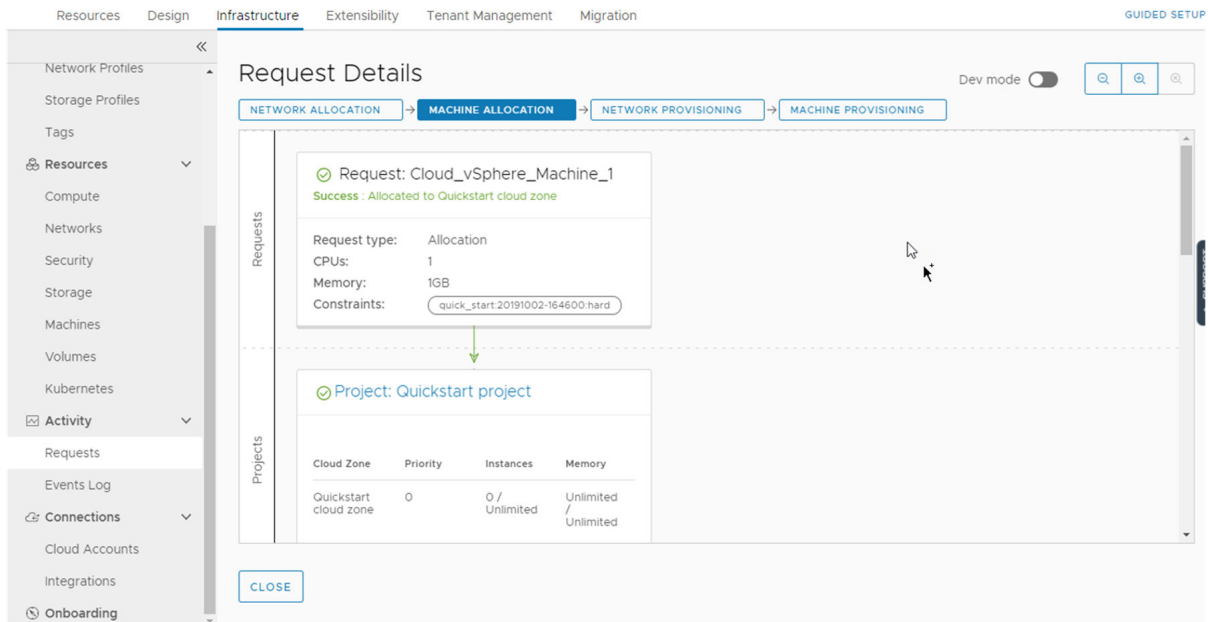 Resources Design Infrastructure Extensibility Tenant Management Migration GUIDED SETUP
Network Profiles
Storage Profiles
Tags
Resources
Compute
Networks
Security
Storage
Machines
Volumes
Kubernetes
Activity
Requests
Events Log
Connections
Cloud Accounts
Integrations
Onboarding
Request Details
Dev mode
NETWORK ALLOCATION MACHINE ALLOCATION NETWORK PROVISIONING MACHINE PROVISIONING
Requests
Request: Cloud_vSphere_Machine_1
Success : Allocated to Quickstart cloud zone
Request type: Allocation
CPUs: 1
Memory: 1GB
Constraints: quick_start:20191002-164600:hard
Projects
Project: Quickstart project
Cloud Zone Priority Instances Memory
Quickstart 0 0 / Unlimited
cloud zone Unlimited /
Unlimited
CLOSE